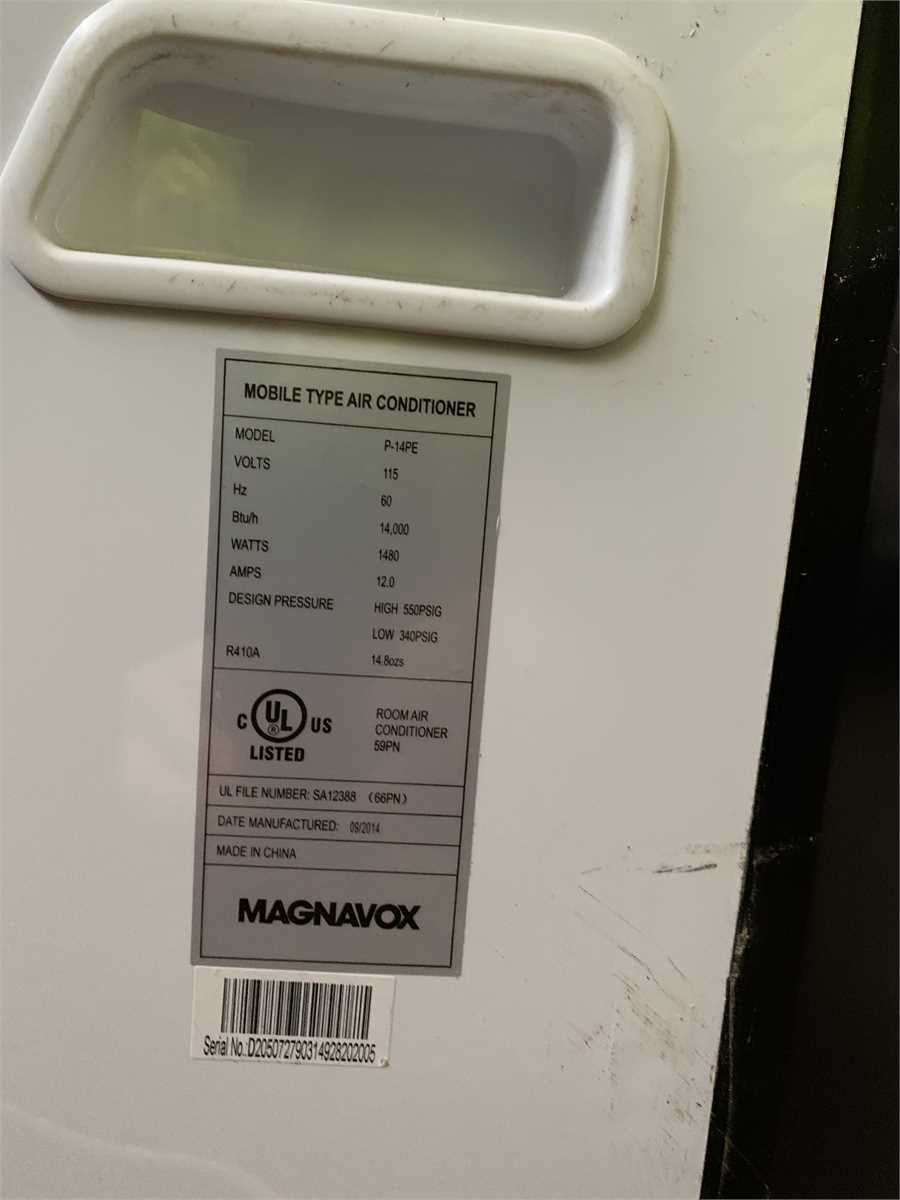 MOBILE TYPE AIR CONDITIONER
MODEL P-14PE
VOLTS 115
Hz 60
Btu/h 14,000
WATTS 1480
AMPS 12.0
DESIGN PRESSURE HIGH 550PSIG
LOW 340PSIG
R410A 14.8ozs
C UL ® US
LISTED
ROOM AIR
CONDITIONER
59PN
UL FILE NUMBER: SA12388 (66PN)
DATE MANUFACTURED: 09/2014
MADE IN CHINA
MAGNAVOX
Serial No.:D205072790314928202005